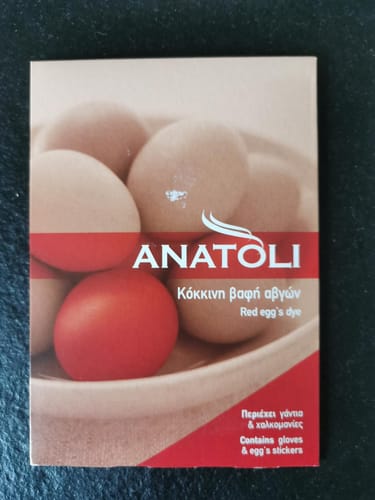 ANATOLI
Κόκκινη βαφή αβγών
Red egg's dye
Περιέχει γάντια
& χαλκομανίες
Contains gloves
& egg's stickers